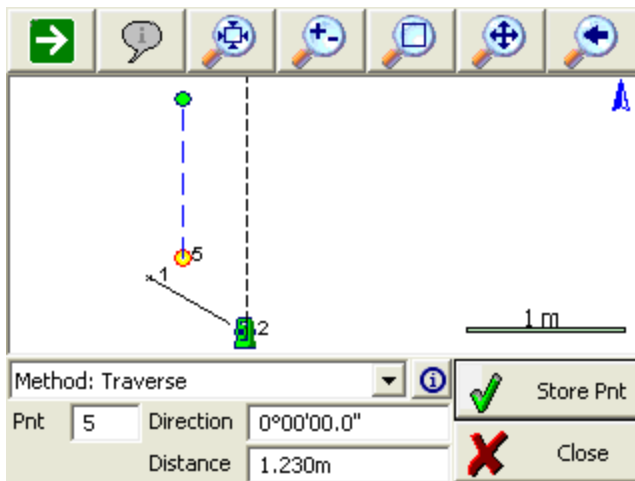 5
1
2
1 m
Method: Traverse
Store Pnt
Pnt 5 Direction 0°00'00.0"
Close
Distance 1.230m